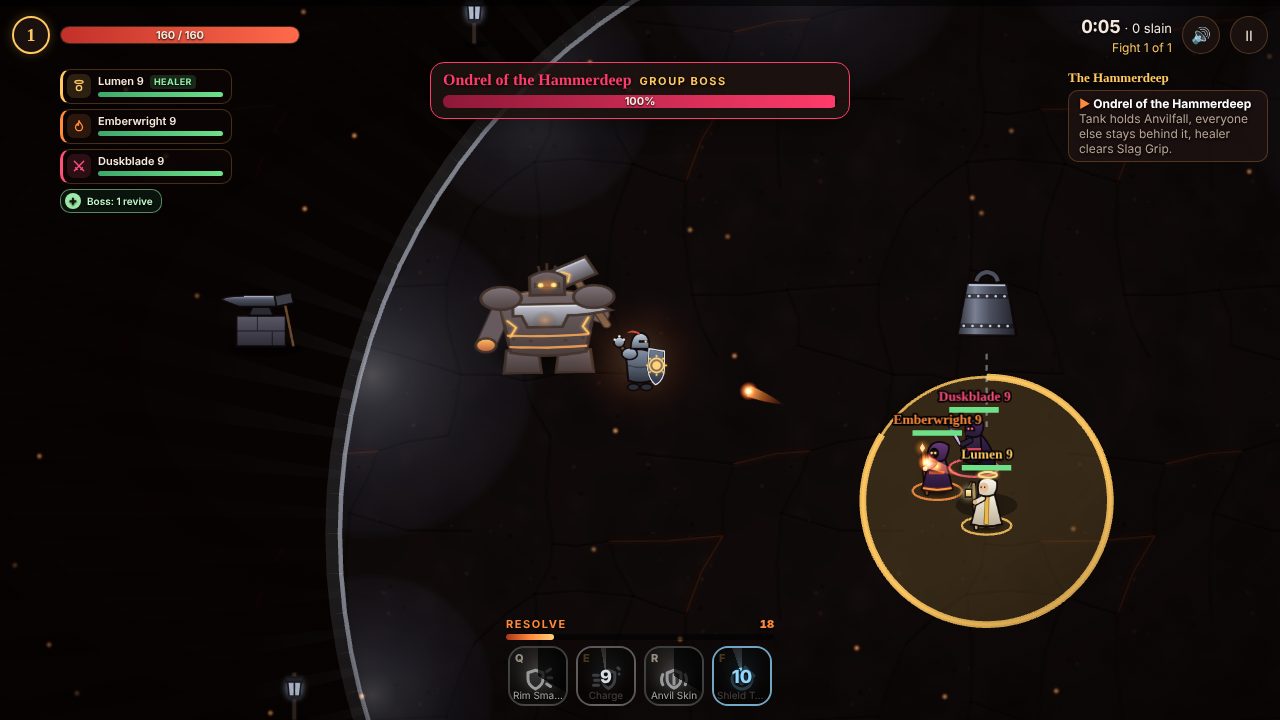 1
160 / 160
Lumen 9 HEALER
Emberwright 9
Duskblade 9
Boss: 1 revive
Ondrel of the Hammerdeep GROUP BOSS
100%
0:05 · 0 slain
Fight 1 of 1
The Hammerdeep
Ondrel of the Hammerdeep
Tank holds Anvilfall, everyone
else stays behind it, healer
clears Slag Grip.
Duskblade 9
Emberwright 9
Lumen 9
RESOLVE 18
Q E R F
9 10
Rim Sma... Charge Anvil Skin Shield T...